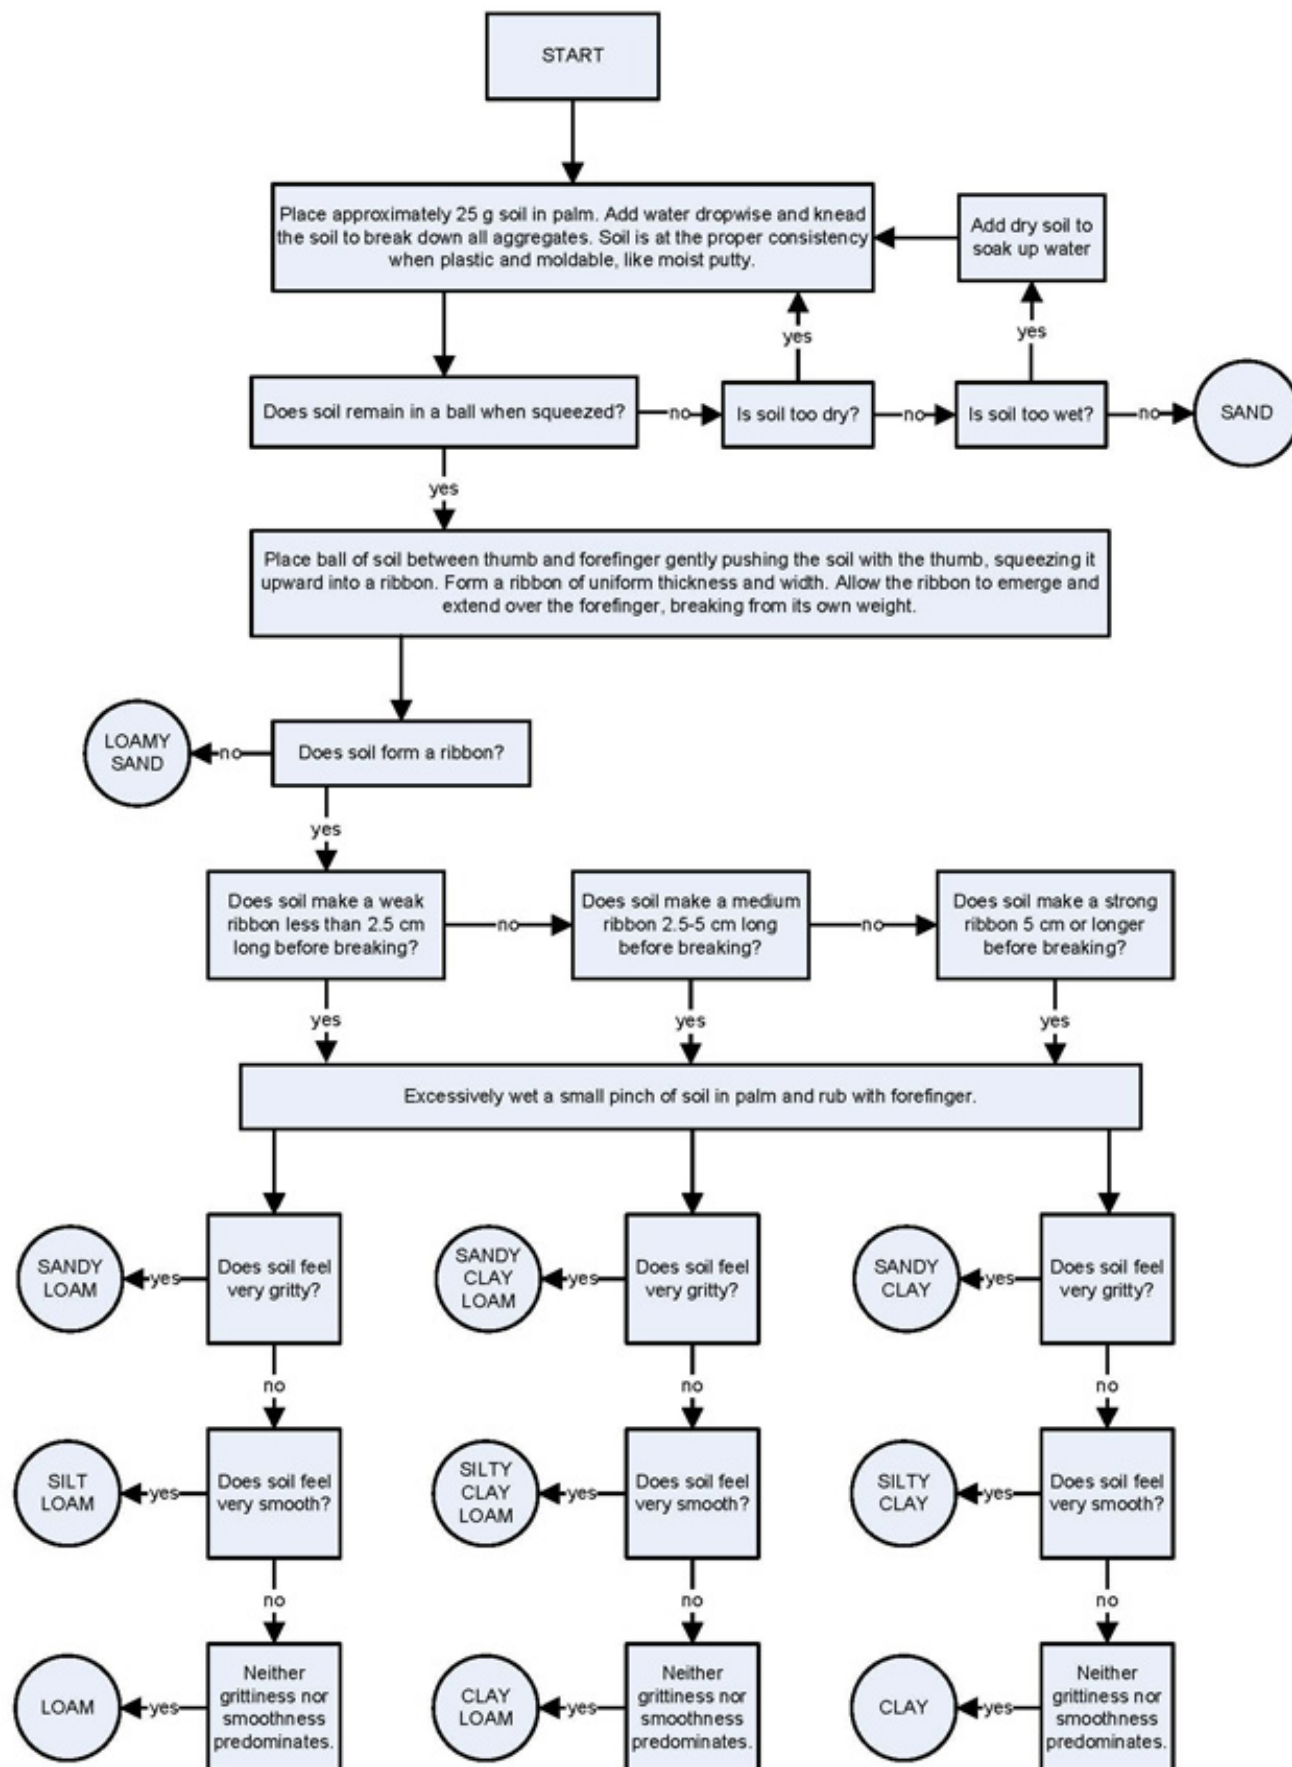 START
Place approximately 25 g soil in palm. Add water dropwise and knead
the soil to break down all aggregates. Soil is at the proper consistency
when plastic and moldable, like moist putty.
Add dry soil to
soak up water
yes
yes
Does soil remain in a ball when squeezed?
no
Is soil too dry?
no
Is soil too wet?
no
SAND
yes
Place ball of soil between thumb and forefinger gently pushing the soil with the thumb, squeezing it
upward into a ribbon. Form a ribbon of uniform thickness and width. Allow the ribbon to emerge and
extend over the forefinger, breaking from its own weight.
LOAMY
SAND
no
Does soil form a ribbon?
yes
Does soil make a weak
ribbon less than 2.5 cm
long before breaking?
no
Does soil make a medium
ribbon 2.5-5 cm long
before breaking?
no
Does soil make a strong
ribbon 5 cm or longer
before breaking?
yes
yes
yes
Excessively wet a small pinch of soil in palm and rub with forefinger.
SANDY
LOAM
yes
Does soil feel
very gritty?
SANDY
CLAY
LOAM
yes
Does soil feel
very gritty?
SANDY
CLAY
yes
Does soil feel
very gritty?
no
no
no
SILT
LOAM
yes
Does soil feel
very smooth?
SILTY
CLAY
LOAM
yes
Does soil feel
very smooth?
SILTY
CLAY
yes
Does soil feel
very smooth?
no
no
no
LOAM
yes
Neither
grittiness nor
smoothness
predominates.
CLAY
LOAM
yes
Neither
grittiness nor
smoothness
predominates.
CLAY
yes
Neither
grittiness nor
smoothness
predominates.